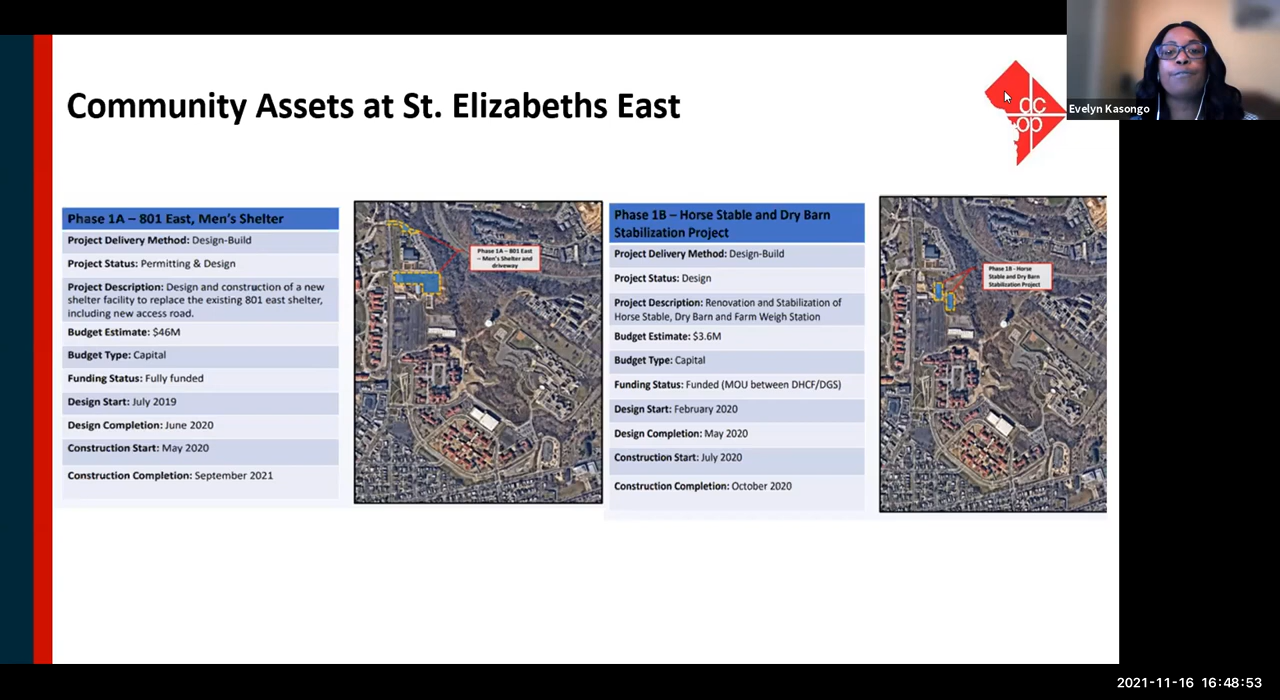 Community Assets at St. Elizabeths East
dc
op
Evelyn Kasongo
Phase 1A – 801 East, Men's Shelter
Project Delivery Method: Design-Build
Project Status: Permitting & Design
Project Description: Design and construction of a new
shelter facility to replace the existing 801 east shelter,
including new access road.
Budget Estimate: $46M
Budget Type: Capital
Funding Status: Fully funded
Design Start: July 2019
Design Completion: June 2020
Construction Start: May 2020
Construction Completion: September 2021
Phase 1A – 801 East
– Men's Shelter and
driveway
Phase 1B – Horse Stable and Dry Barn
Stabilization Project
Project Delivery Method: Design-Build
Project Status: Design
Project Description: Renovation and Stabilization of
Horse Stable, Dry Barn and Farm Weigh Station
Budget Estimate: $3.6M
Budget Type: Capital
Funding Status: Funded (MOU between DHCF/DGS)
Design Start: February 2020
Design Completion: May 2020
Construction Start: July 2020
Construction Completion: October 2020
Phase 1B - Horse
Stable and Dry Barn
Stabilization Project
2021-11-16 16:48:53